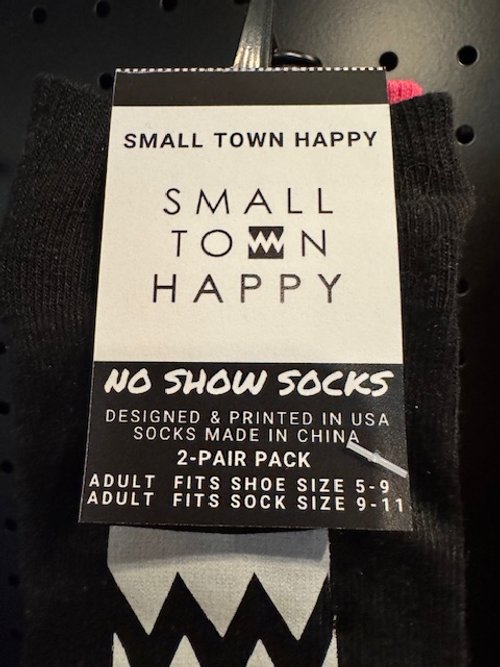 SMALL TOWN HAPPY
SMALL
TOWN
HAPPY
NO SHOW SOCKS
DESIGNED & PRINTED IN USA
SOCKS MADE IN CHINA
2-PAIR PACK
ADULT FITS SHOE SIZE 5-9
ADULT FITS SOCK SIZE 9-11